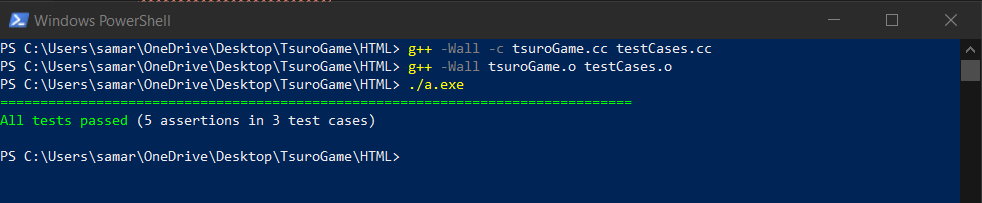 Windows PowerShell
PS C:\Users\samar\OneDrive\Desktop\TsuroGame\HTML> g++ -Wall -c tsuroGame.cc testCases.cc
PS C:\Users\samar\OneDrive\Desktop\TsuroGame\HTML> g++ -Wall tsuroGame.o testCases.o
PS C:\Users\samar\OneDrive\Desktop\TsuroGame\HTML> ./a.exe
===============================================================================
All tests passed (5 assertions in 3 test cases)
PS C:\Users\samar\OneDrive\Desktop\TsuroGame\HTML>